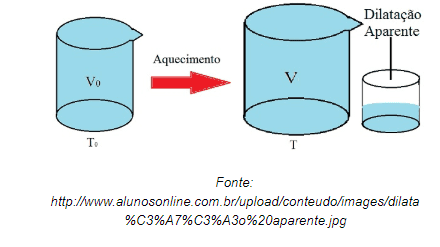 Dilatação
Aparente
Aquecimento
V₀
V
T₀
T
Fonte:
http://www.alunosonline.com.br/upload/conteudo/images/dilata
%C3%A7%C3%A3o%20aparente.jpg